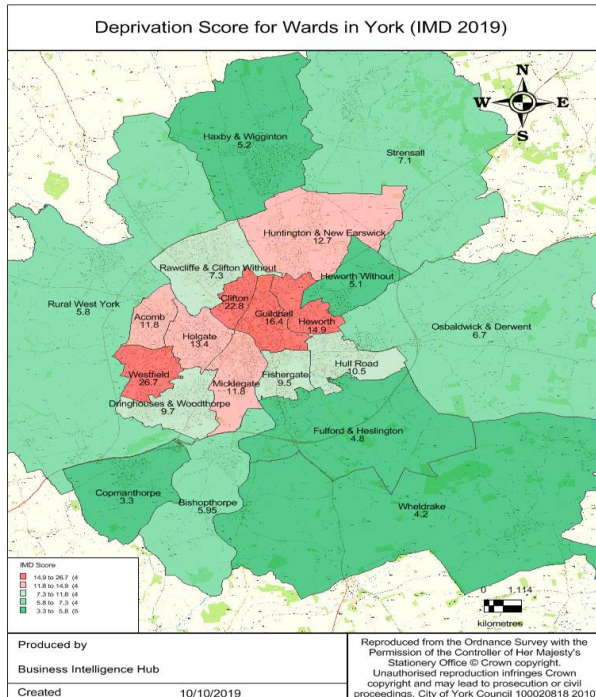 Deprivation Score for Wards in York (IMD 2019)
N
W E
S
Haxby & Wigginton
5.2
Strensall
7.1
Huntington & New Earswick
12.7
Rawcliffe & Clifton Without
7.3
Heworth Without
5.1
Rural West York
5.8
Clifton
22.8
Guildhall
16.4
Heworth
14.9
Acomb
11.8
Holgate
13.4
Osbaldwick & Derwent
6.7
Hull Road
10.5
Westfield
26.7
Micklegate
11.8
Fishergate
9.5
Dringhouses & Woodthorpe
9.7
Fulford & Heslington
4.8
Copmanthorpe
3.3
Bishopthorpe
5.95
Wheldrake
4.2
IMD Score
14.9 to 26.7 (4
11.8 to 14.9 (4
7.3 to 11.8 (4
5.8 to 7.3 (4
3.3 to 5.8 (5
0 1.114
kilometres
Produced by
Business Intelligence Hub
Created 10/10/2019
Reproduced from the Ordnance Survey with the
Permission of the Controller of Her Majesty's
Stationery Office © Crown copyright.
Unauthorised reproduction infringes Crown
copyright and may lead to prosecution or civil
proceedings. City of York Council 100020818 2010